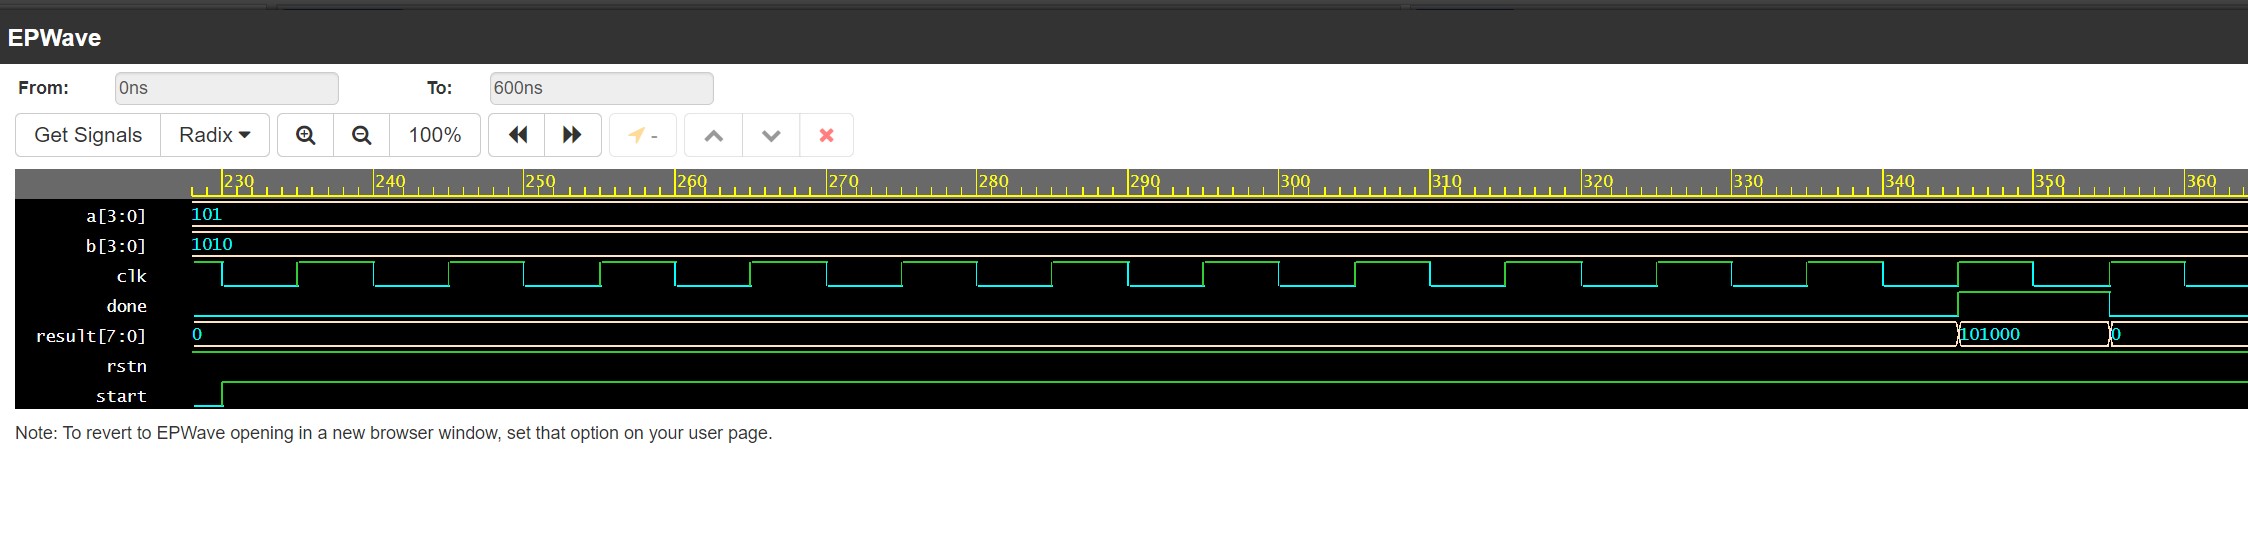 EPWave
From: 0ns To: 600ns
Get Signals Radix 100% -
230 240 250 260 270 280 290 300 310 320 330 340 350 360
a[3:0] 101
b[3:0] 1010
clk
done
result[7:0] 0 101000 0
rstn
start
Note: To revert to EPWave opening in a new browser window, set that option on your user page.